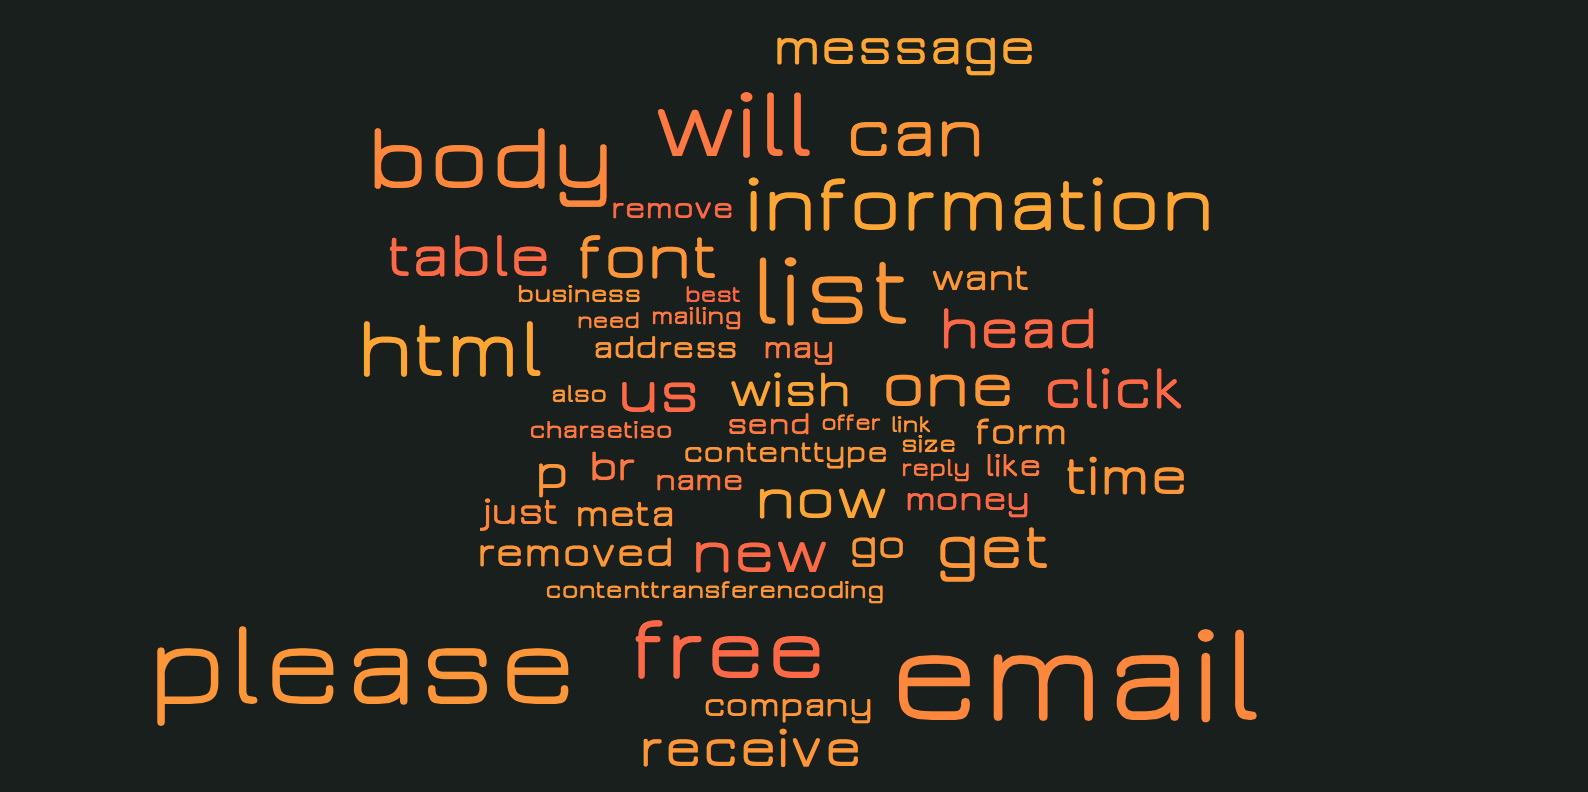 message
will can
body
remove information
table font
list want
business best
need mailing
html address may head
also us wish one click
charsetiso send offer link form
contenttype size
p br name reply like time
just meta now money
removed new go get
contenttransferencoding
please free email
company
receive